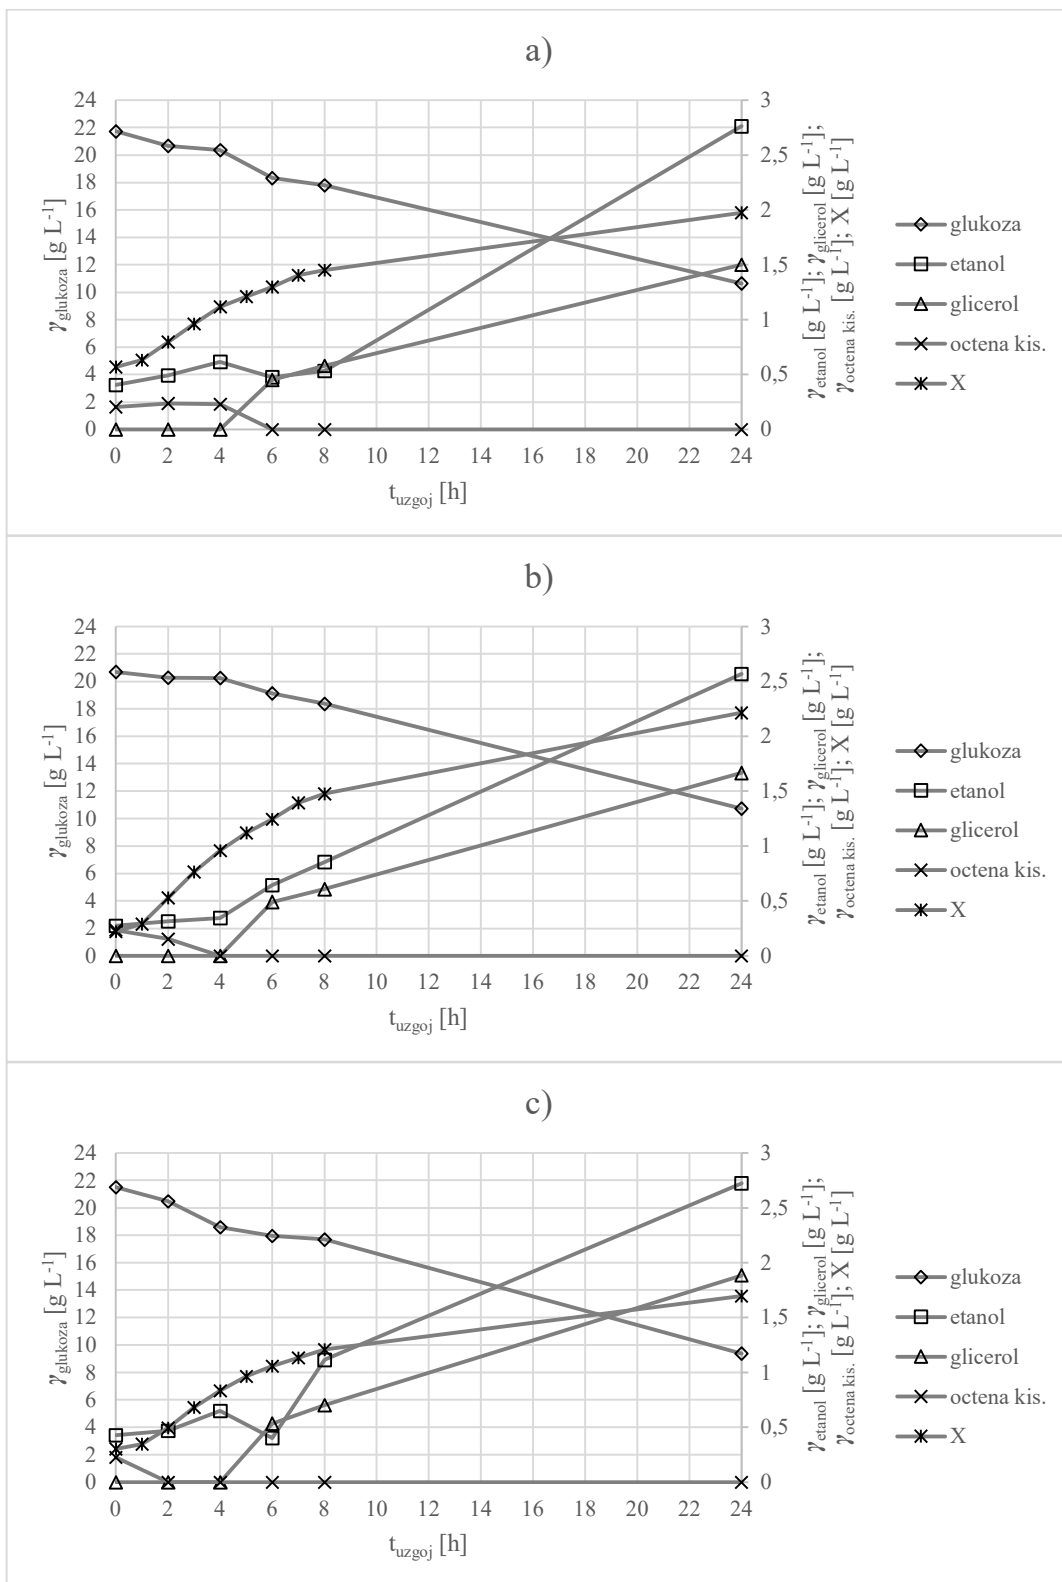 a)
24
22
20
18
16
14
12
10
8
6
4
2
0
γglukoza [g L-1]
3
2,5
2
1,5
1
0,5
0
γetanol [g L-1]; γglicerol [g L-1];
γoctena kis. [g L-1]; X [g L-1]
0 2 4 6 8 10 12 14 16 18 20 22 24
tuzgoj [h]
glukoza
etanol
glicerol
octena kis.
X
b)
24
22
20
18
16
14
12
10
8
6
4
2
0
γglukoza [g L-1]
3
2,5
2
1,5
1
0,5
0
γetanol [g L-1]; γglicerol [g L-1];
γoctena kis. [g L-1]; X [g L-1]
0 2 4 6 8 10 12 14 16 18 20 22 24
tuzgoj [h]
glukoza
etanol
glicerol
octena kis.
X
c)
24
22
20
18
16
14
12
10
8
6
4
2
0
γglukoza [g L-1]
3
2,5
2
1,5
1
0,5
0
γetanol [g L-1]; γglicerol [g L-1];
γoctena kis. [g L-1]; X [g L-1]
0 2 4 6 8 10 12 14 16 18 20 22 24
tuzgoj [h]
glukoza
etanol
glicerol
octena kis.
X